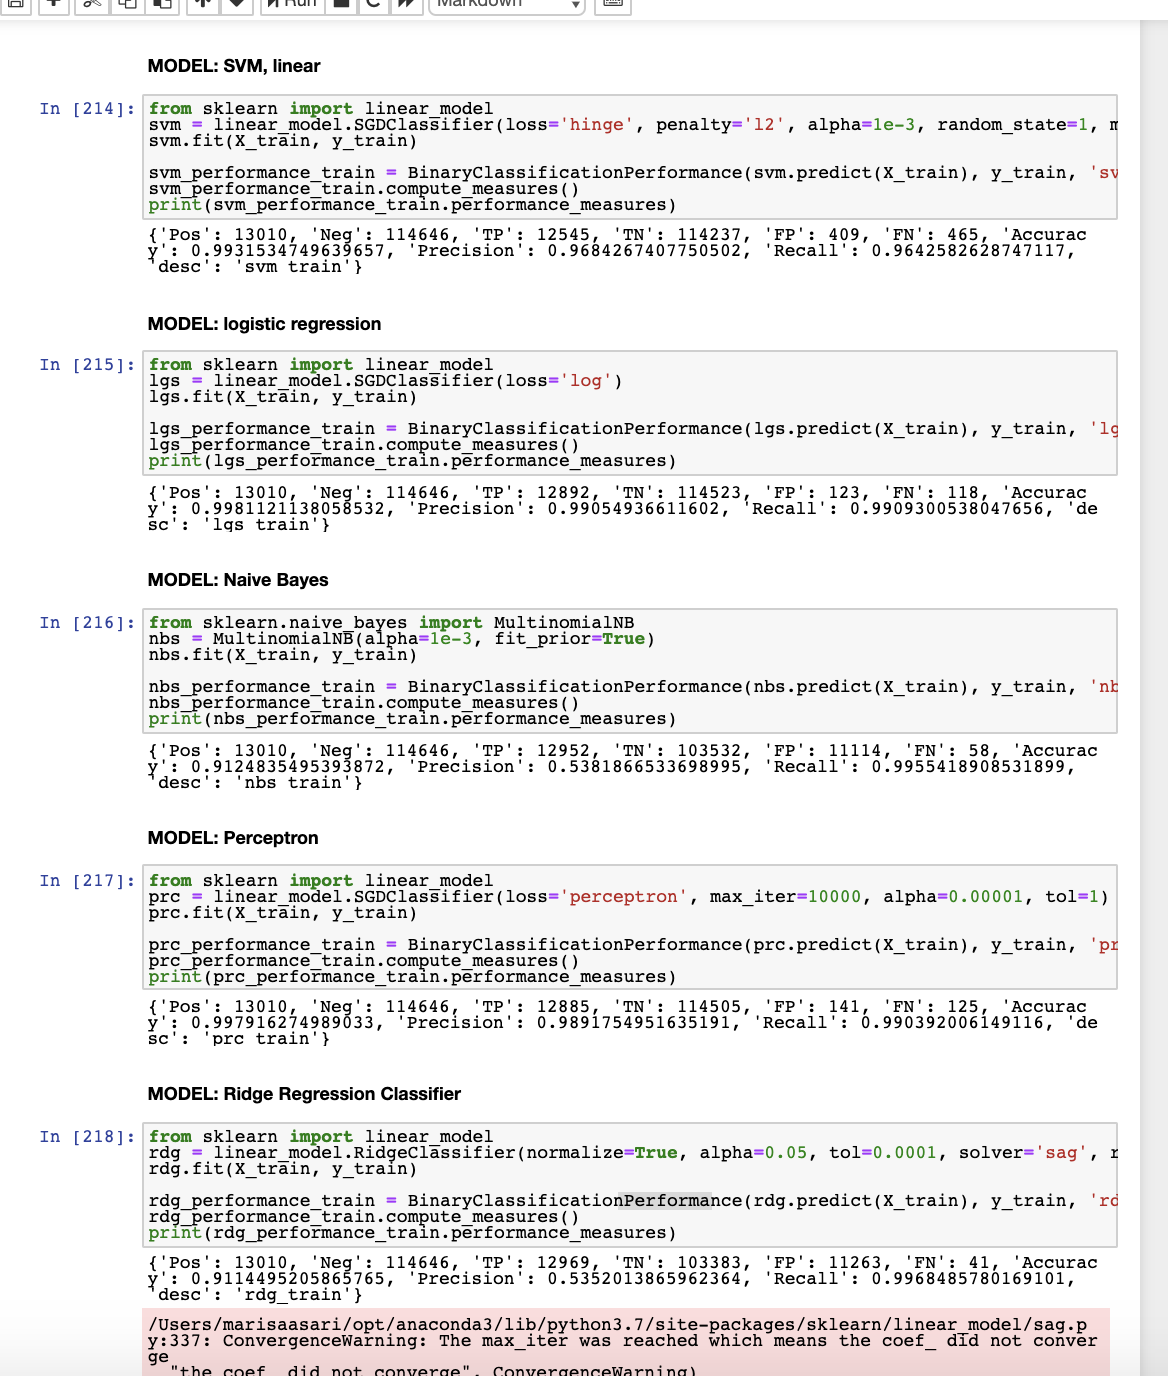 Run
Markdown
MODEL: SVM, linear
In [214]:
from sklearn import linear_model
svm = linear_model.SGDClassifier(loss='hinge', penalty='l2', alpha=1e-3, random_state=1, m
svm.fit(X_train, y_train)
svm_performance_train = BinaryClassificationPerformance(svm.predict(X_train), y_train, 'sv
svm_performance_train.compute_measures()
print(svm_performance_train.performance_measures)
{'Pos': 13010, 'Neg': 114646, 'TP': 12545, 'TN': 114237, 'FP': 409, 'FN': 465, 'Accurac
y': 0.9931534749639657, 'Precision': 0.9684267407750502, 'Recall': 0.9642582628747117,
'desc': 'svm train'}
MODEL: logistic regression
In [215]:
from sklearn import linear_model
lgs = linear_model.SGDClassifier(loss='log')
lgs.fit(X_train, y_train)
lgs_performance_train = BinaryClassificationPerformance(lgs.predict(X_train), y_train, 'lg
lgs_performance_train.compute_measures()
print(lgs_performance_train.performance_measures)
{'Pos': 13010, 'Neg': 114646, 'TP': 12892, 'TN': 114523, 'FP': 123, 'FN': 118, 'Accurac
y': 0.9981121138058532, 'Precision': 0.99054936611602, 'Recall': 0.9909300538047656, 'de
sc': 'lgs train'}
MODEL: Naive Bayes
In [216]:
from sklearn.naive_bayes import MultinomialNB
nbs = MultinomialNB(alpha=1e-3, fit_prior=True)
nbs.fit(X_train, y_train)
nbs_performance_train = BinaryClassificationPerformance(nbs.predict(X_train), y_train, 'nb
nbs_performance_train.compute_measures()
print(nbs_performance_train.performance_measures)
{'Pos': 13010, 'Neg': 114646, 'TP': 12952, 'TN': 103532, 'FP': 11114, 'FN': 58, 'Accurac
y': 0.9124835495393872, 'Precision': 0.5381866533698995, 'Recall': 0.9955418908531899,
'desc': 'nbs train'}
MODEL: Perceptron
In [217]:
from sklearn import linear_model
prc = linear_model.SGDClassifier(loss='perceptron', max_iter=10000, alpha=0.00001, tol=1)
prc.fit(X_train, y_train)
prc_performance_train = BinaryClassificationPerformance(prc.predict(X_train), y_train, 'pr
prc_performance_train.compute_measures()
print(prc_performance_train.performance_measures)
{'Pos': 13010, 'Neg': 114646, 'TP': 12885, 'TN': 114505, 'FP': 141, 'FN': 125, 'Accurac
y': 0.997916274989033, 'Precision': 0.9891754951635191, 'Recall': 0.990392006149116, 'de
sc': 'prc train'}
MODEL: Ridge Regression Classifier
In [218]:
from sklearn import linear_model
rdg = linear_model.RidgeClassifier(normalize=True, alpha=0.05, tol=0.0001, solver='sag', r
rdg.fit(X_train, y_train)
rdg_performance_train = BinaryClassificationPerformance(rdg.predict(X_train), y_train, 'rd
rdg_performance_train.compute_measures()
print(rdg_performance_train.performance_measures)
{'Pos': 13010, 'Neg': 114646, 'TP': 12969, 'TN': 103383, 'FP': 11263, 'FN': 41, 'Accurac
y': 0.9114495205865765, 'Precision': 0.5352013865962364, 'Recall': 0.9968485780169101,
'desc': 'rdg_train'}
/Users/marisaasari/opt/anaconda3/lib/python3.7/site-packages/sklearn/linear_model/sag.p
y:337: ConvergenceWarning: The max_iter was reached which means the coef_ did not conver
ge
"the coef_ did not converge", ConvergenceWarning)